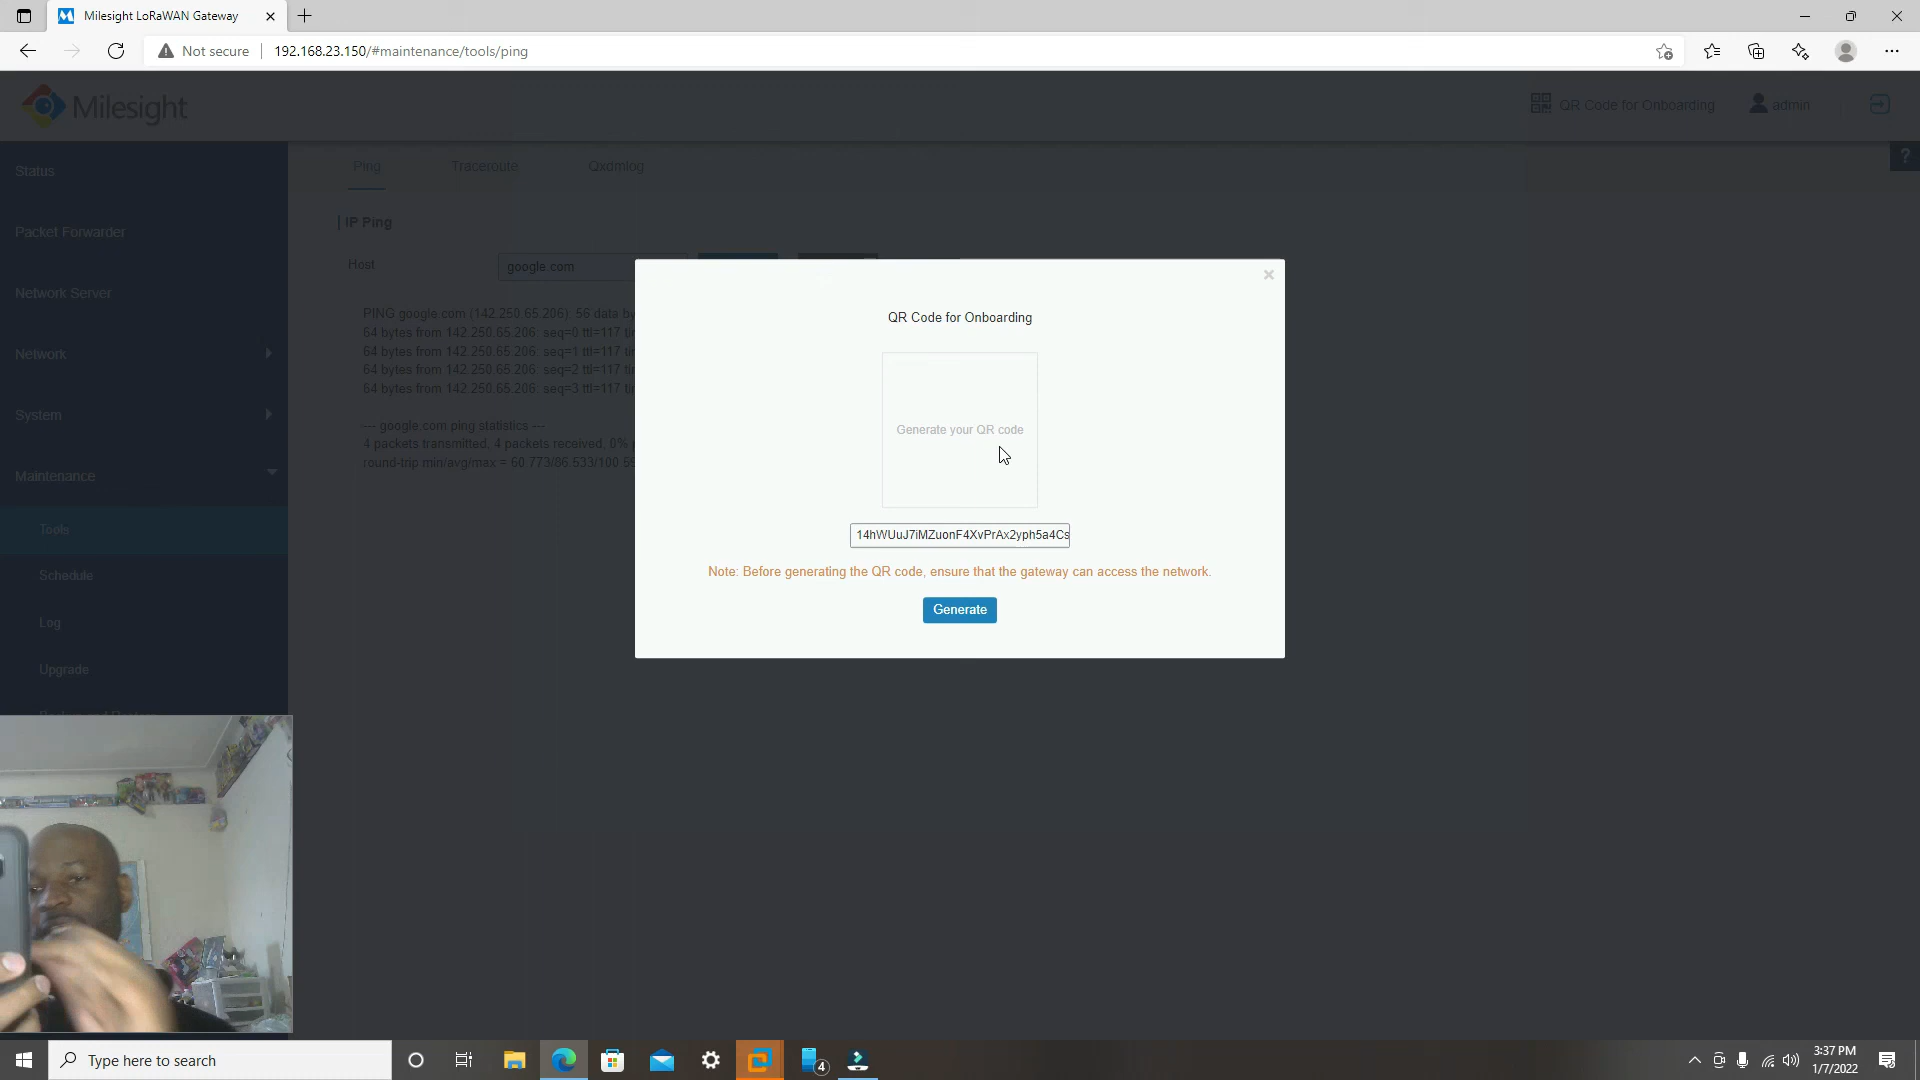 Milesight LoRaWAN Gateway
Not secure
192.168.23.150/#maintenance/tools/ping
Milesight
QR Code for Onboarding
admin
Status
Ping
Traceroute
Qxdmlog
?
Packet Forwarder
IP Ping
Host
google.com
Network Server
PING google.com (142.250.65.206): 56 data by
64 bytes from 142.250.65.206: seq=0 ttl=117
64 bytes from 142.250.65.206: seq=1 ttl=117
64 bytes from 142.250.65.206: seq=2 ttl=117
64 bytes from 142.250.65.206: seq=3 ttl=117
Network
System
--- google.com ping statistics ---
4 packets transmitted, 4 packets received, 0%
round-trip min/avg/max = 60.773/86.533/100.55
Maintenance
Tools
Schedule
Log
Upgrade
QR Code for Onboarding
Generate your QR code
14hWUuJ7iMZuonF4XvPrAx2yph5a4Cs
Note: Before generating the QR code, ensure that the gateway can access the network.
Generate
Type here to search
4
3:37 PM
1/7/2022